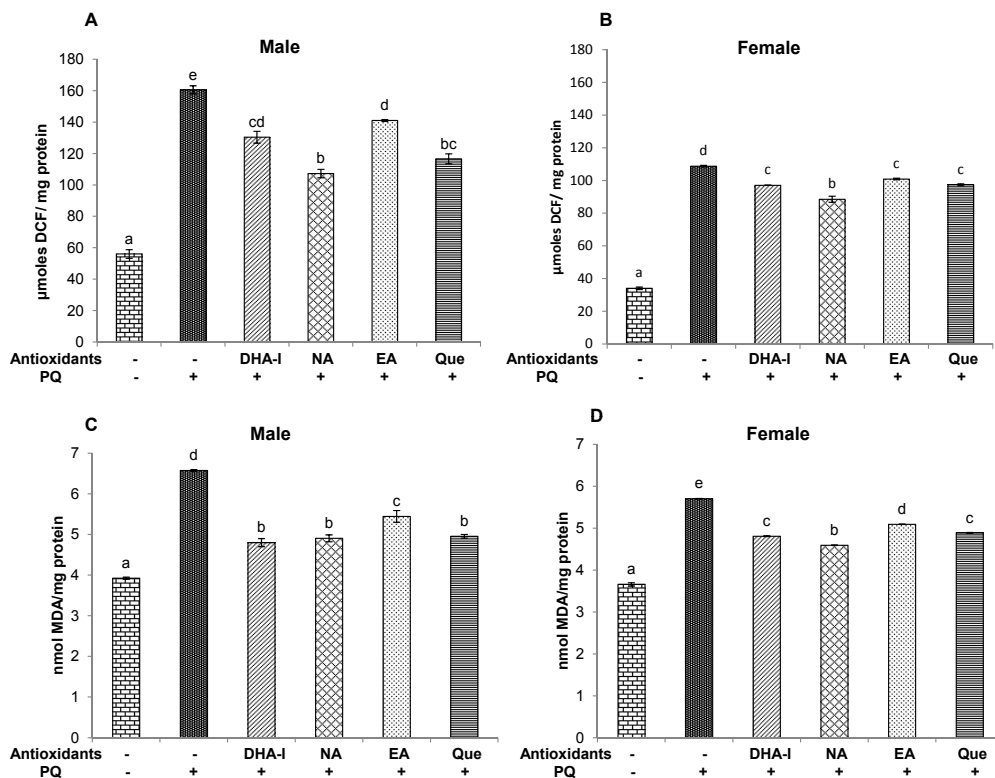 A
Male
µmoles DCF/ mg protein
180
160
140
120
100
80
60
40
20
0
a
e
cd
b
d
bc
Antioxidants - - DHA-I NA EA Que
PQ - + + + + +
B
Female
µmoles DCF/ mg protein
180
160
140
120
100
80
60
40
20
0
a
d
c
b
c
c
Antioxidants - - DHA-I NA EA Que
PQ - + + + + +
C
Male
nmol MDA/mg protein
7
6
5
4
3
2
1
0
a
d
b
b
c
b
Antioxidants - - DHA-I NA EA Que
PQ - + + + + +
D
Female
nmol MDA/mg protein
7
6
5
4
3
2
1
0
a
e
c
b
d
c
Antioxidants - - DHA-I NA EA Que
PQ - + + + + +